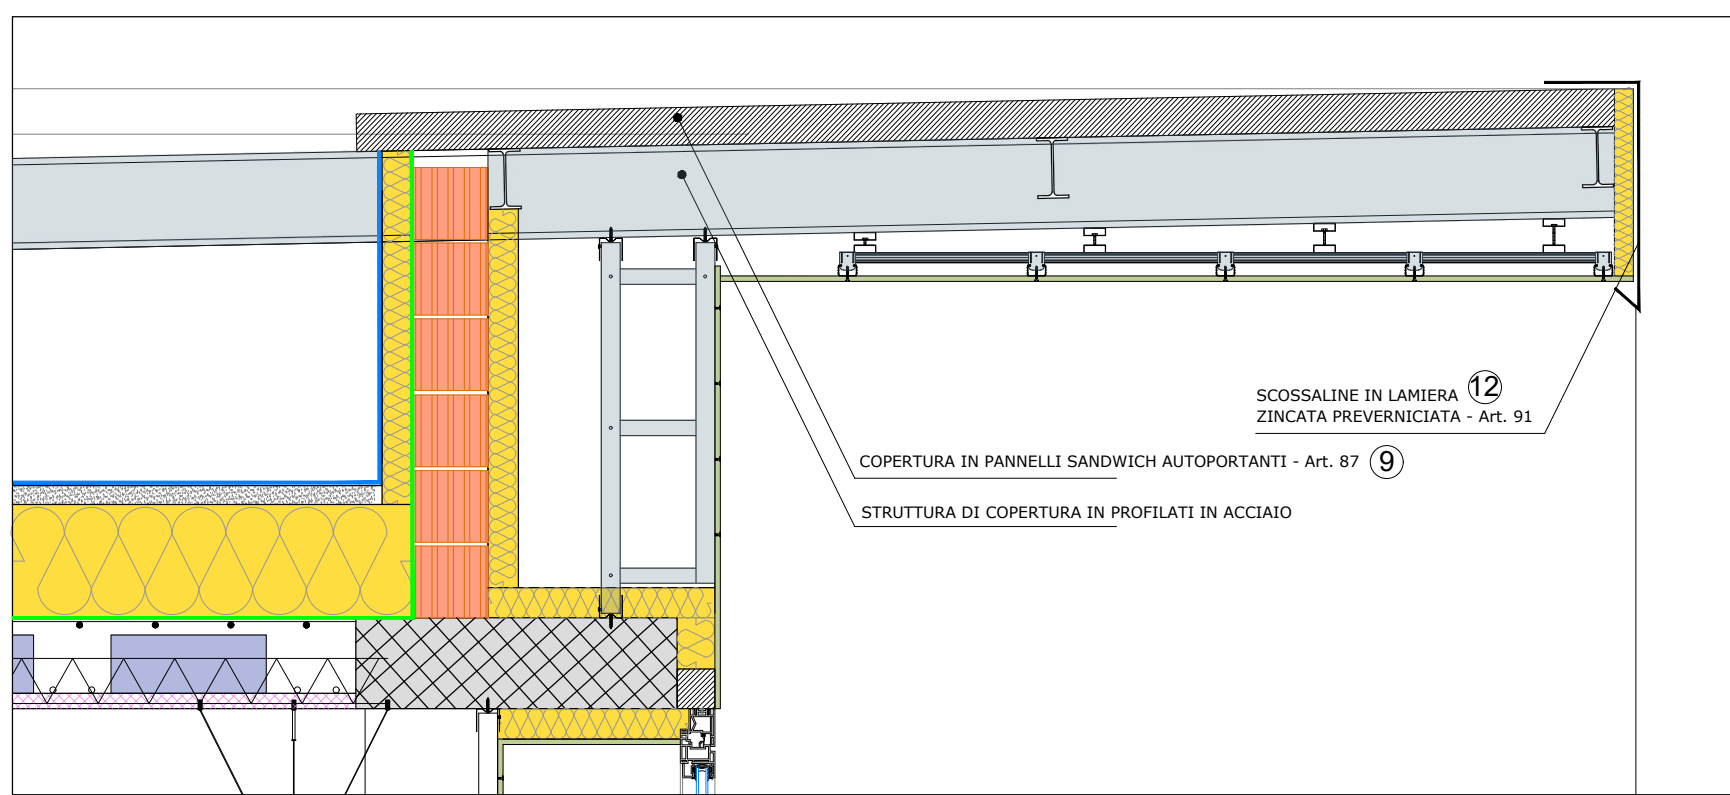 SCOSSALINE IN LAMIERA 12
ZINCATA PREVERNICIATA - Art. 91
COPERTURA IN PANNELLI SANDWICH AUTOPORTANTI - Art. 87 9
STRUTTURA DI COPERTURA IN PROFILATI IN ACCIAIO